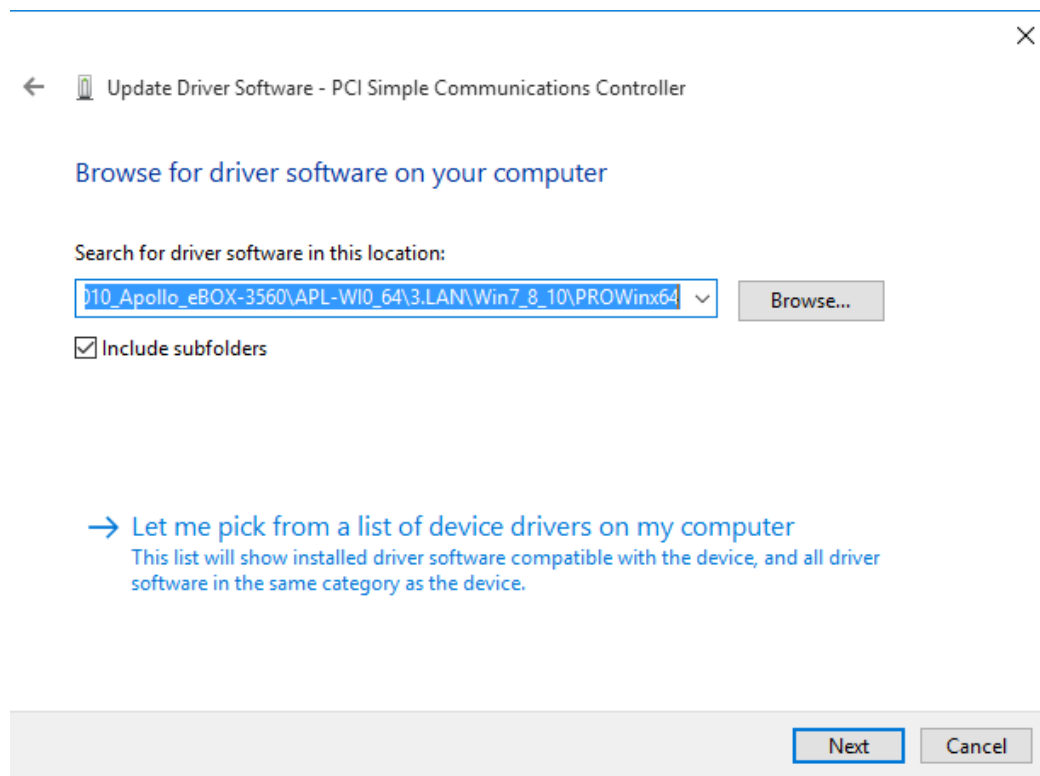 Update Driver Software - PCI Simple Communications Controller
Browse for driver software on your computer
Search for driver software in this location:
010_Apollo_eBOX-3560\APL-WI0_64\3.LAN\Win7_8_10\PROWinx64
Browse...
Include subfolders
Let me pick from a list of device drivers on my computer
This list will show installed driver software compatible with the device, and all driver
software in the same category as the device.
Next
Cancel